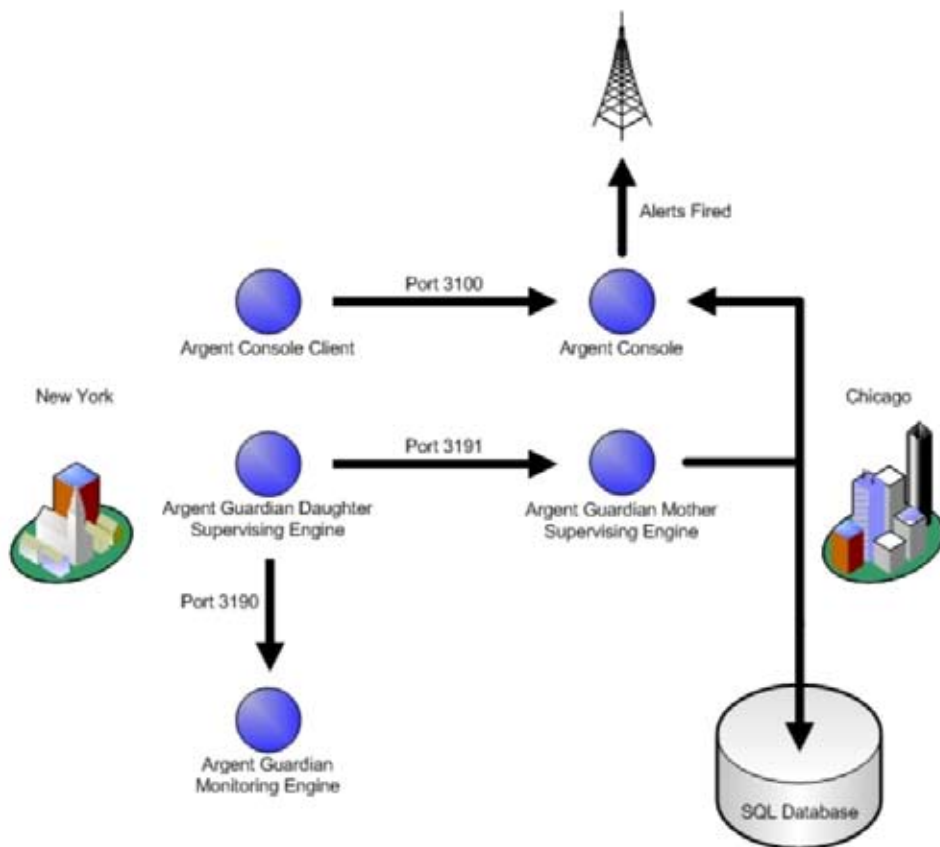 Alerts Fired
Port 3100
Argent Console Client
Argent Console
New York
Chicago
Port 3191
Argent Guardian Daughter
Supervising Engine
Argent Guardian Mother
Supervising Engine
Port 3190
Argent Guardian
Monitoring Engine
SQL Database